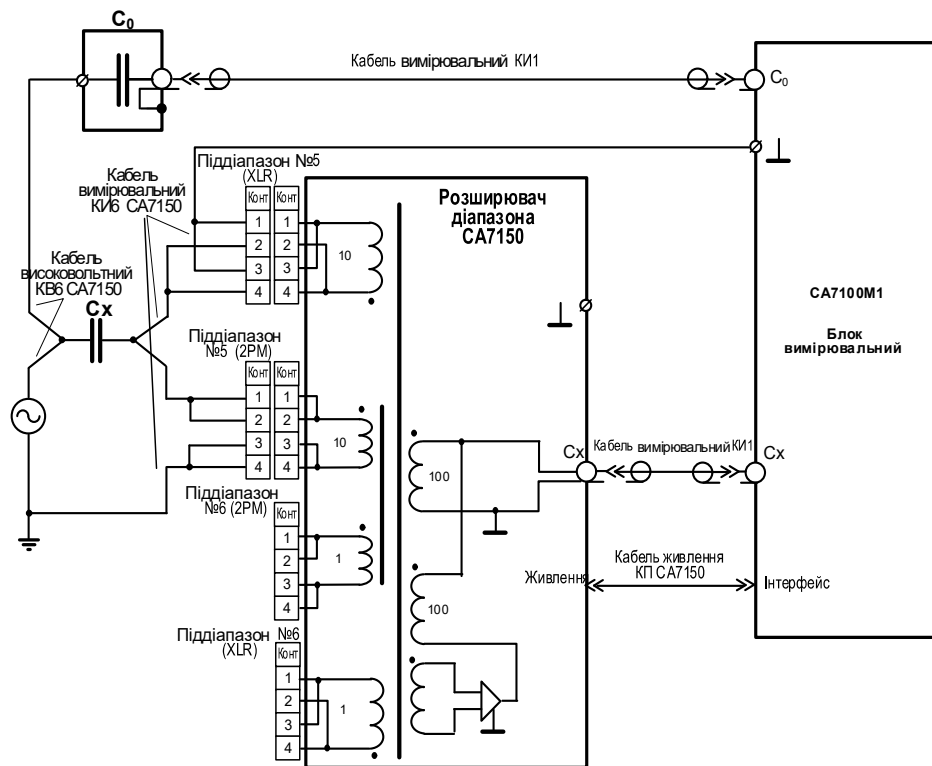 C₀
Кабель вимірювальний КИ1
C₀
Піддіапазон №5
(XLR)
Конт
Конт
1
1
2
2
3
3
4
4
10
Розширювач
діапазона
СА7150
Кабель
вимірювальний
КИ6 СА7150
Кабель
високовольтний
КВ6 СА7150
Cx
СА7100М1
Блок
вимірювальний
Піддіапазон
№5 (2РМ)
Конт
Конт
1
1
2
2
3
3
4
4
10
100
Cx
Кабель вимірювальний КИ1
Cx
Піддіапазон
№6 (2РМ)
Конт
1
2
3
4
1
100
Живлення
Кабель живлення
КП СА7150
Інтерфейс
Піддіапазон №6
(XLR)
Конт
1
2
3
4
1